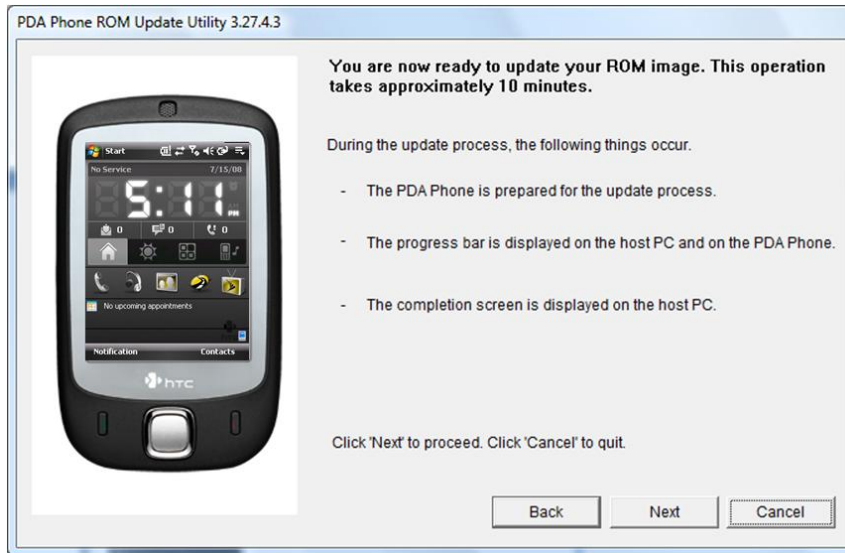 PDA Phone ROM Update Utility 3.27.4.3
You are now ready to update your ROM image. This operation
takes approximately 10 minutes.
During the update process, the following things occur.
- The PDA Phone is prepared for the update process.
- The progress bar is displayed on the host PC and on the PDA Phone.
- The completion screen is displayed on the host PC.
Click 'Next' to proceed. Click 'Cancel' to quit.
Back Next Cancel
Start
No Service 7/15/08
5:11 PM
0 0 0
No upcoming appointments
Notification Contacts
hTC